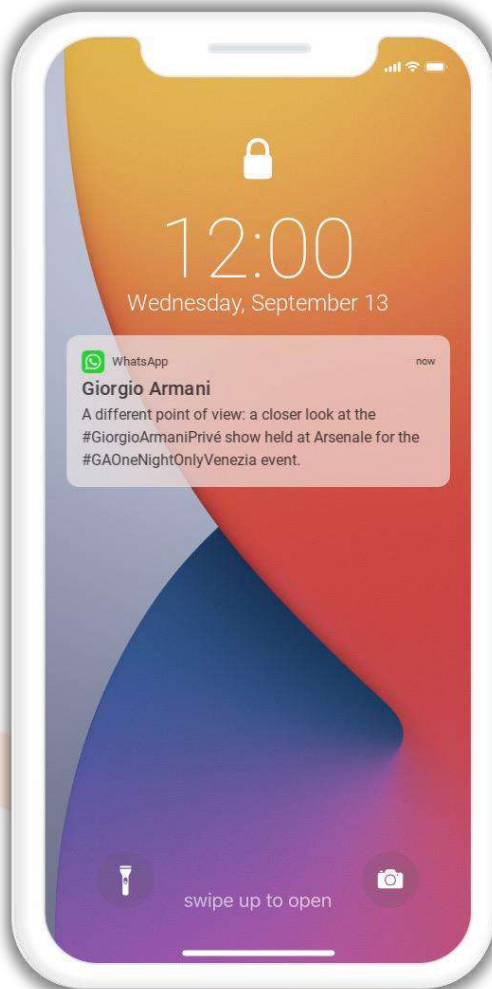 12:00
Wednesday, September 13
WhatsApp now
Giorgio Armani
A different point of view: a closer look at the
#GiorgioArmaniPrivé show held at Arsenale for the
#GAOneNightOnlyVenezia event.
swipe up to open